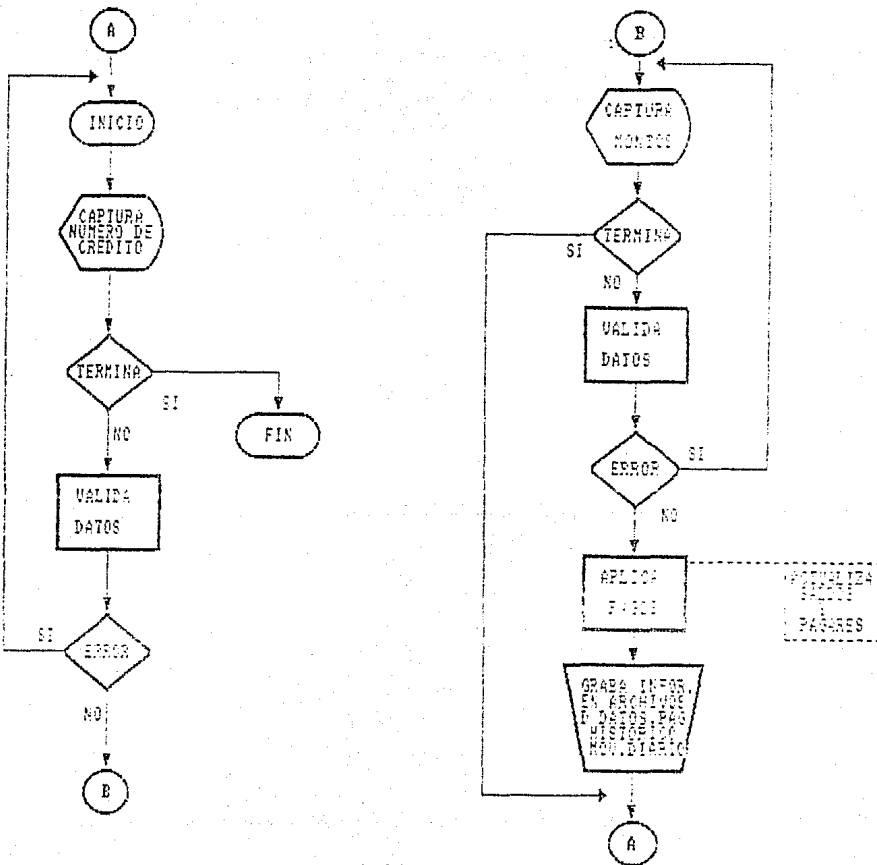 A
INICIO
CAPTURA
NUMERO DE
CREDITO
TERMINA
SI
FIN
NO
VALIDA
DATOS
SI
ERROR
NO
B
B
CAPTURA
MONTOS
TERMINA
SI
NO
VALIDA
DATOS
ERROR
SI
NO
APLICA
PAGARES
GRABA INFOR.
EN ARCHIVOS
D DATOS.PAG
HISTORICO
MOV.DIARIO
A